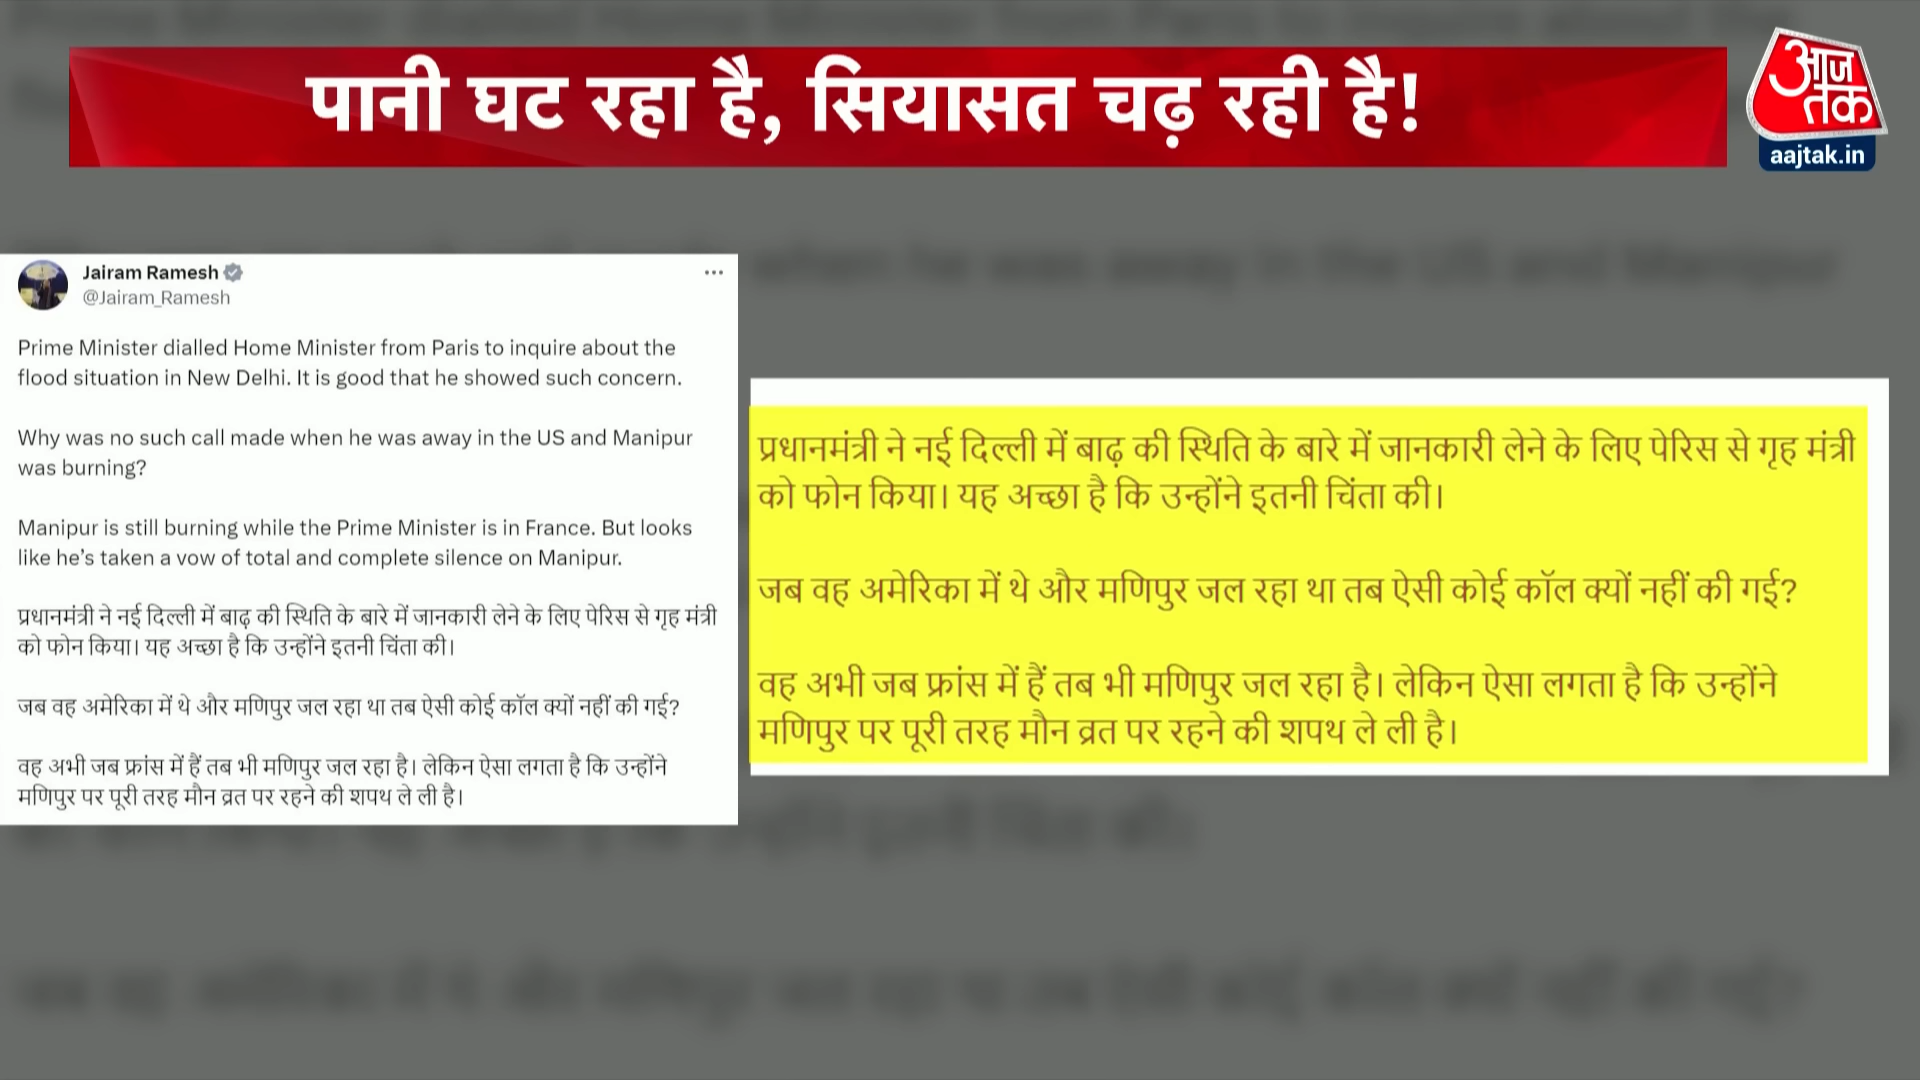 पानी घट रहा है, सियासत चढ़ रही है!
आज
तक
aajtak.in
Jairam Ramesh
@Jairam_Ramesh
Prime Minister dialled Home Minister from Paris to inquire about the
flood situation in New Delhi. It is good that he showed such concern.
Why was no such call made when he was away in the US and Manipur
was burning?
Manipur is still burning while the Prime Minister is in France. But looks
like he’s taken a vow of total and complete silence on Manipur.
प्रधानमंत्री ने नई दिल्ली में बाढ़ की स्थिति के बारे में जानकारी लेने के लिए पेरिस से गृह मंत्री
को फोन किया। यह अच्छा है कि उन्होंने इतनी चिंता की।
जब वह अमेरिका में थे और मणिपुर जल रहा था तब ऐसी कोई कॉल क्यों नहीं की गई?
वह अभी जब फ्रांस में हैं तब भी मणिपुर जल रहा है। लेकिन ऐसा लगता है कि उन्होंने
मणिपुर पर पूरी तरह मौन व्रत पर रहने की शपथ ले ली है।
प्रधानमंत्री ने नई दिल्ली में बाढ़ की स्थिति के बारे में जानकारी लेने के लिए पेरिस से गृह मंत्री
को फोन किया। यह अच्छा है कि उन्होंने इतनी चिंता की।
जब वह अमेरिका में थे और मणिपुर जल रहा था तब ऐसी कोई कॉल क्यों नहीं की गई?
वह अभी जब फ्रांस में हैं तब भी मणिपुर जल रहा है। लेकिन ऐसा लगता है कि उन्होंने
मणिपुर पर पूरी तरह मौन व्रत पर रहने की शपथ ले ली है।